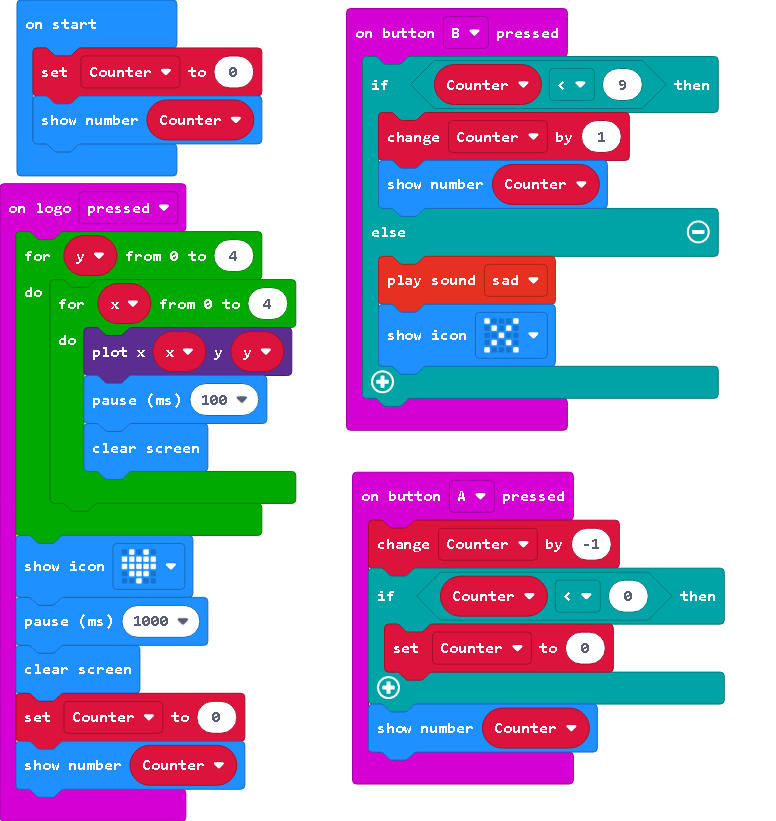 on start
set Counter to 0
show number Counter
on logo pressed
for y from 0 to 4
do
for x from 0 to 4
do
plot x x y y
pause (ms) 100
clear screen
show icon
pause (ms) 1000
clear screen
set Counter to 0
show number Counter
on button B pressed
if Counter < 9 then
change Counter by 1
show number Counter
else
play sound sad
show icon
on button A pressed
change Counter by -1
if Counter < 0 then
set Counter to 0
show number Counter